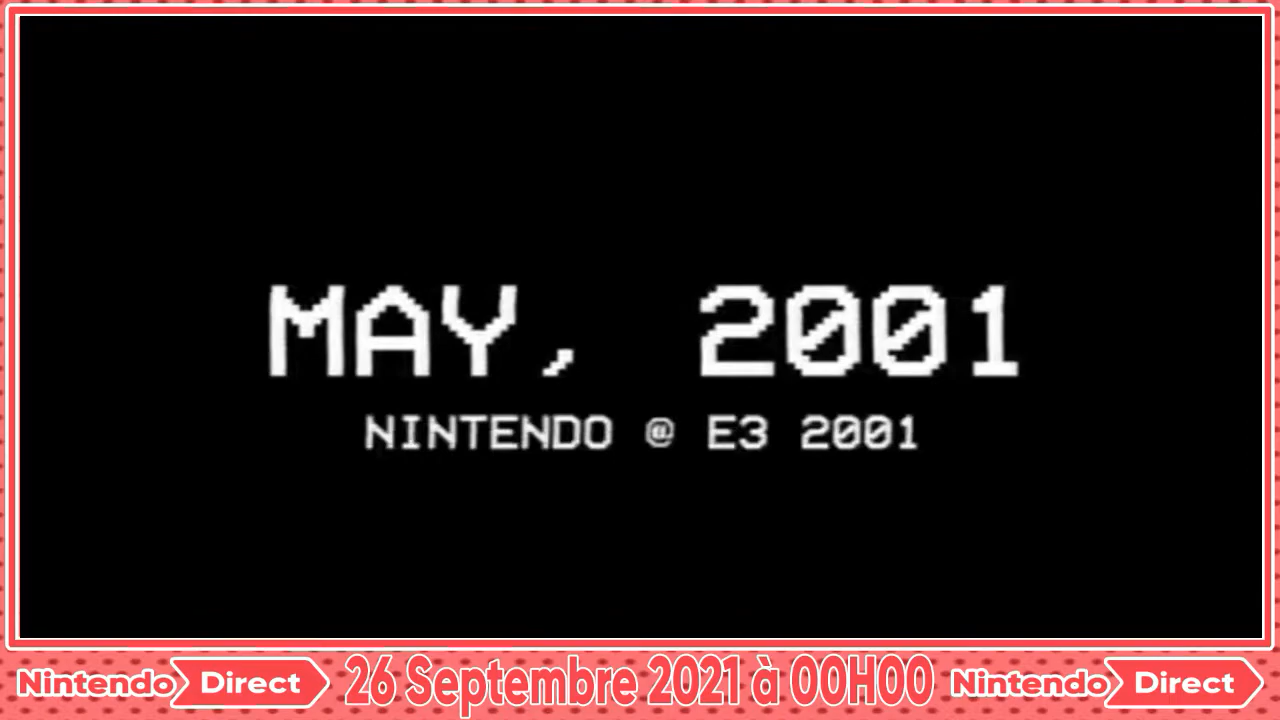 MAY, 2001
NINTENDO @ E3 2001
Nintendo Direct 26 Septembre 2021 à 00H00 Nintendo Direct